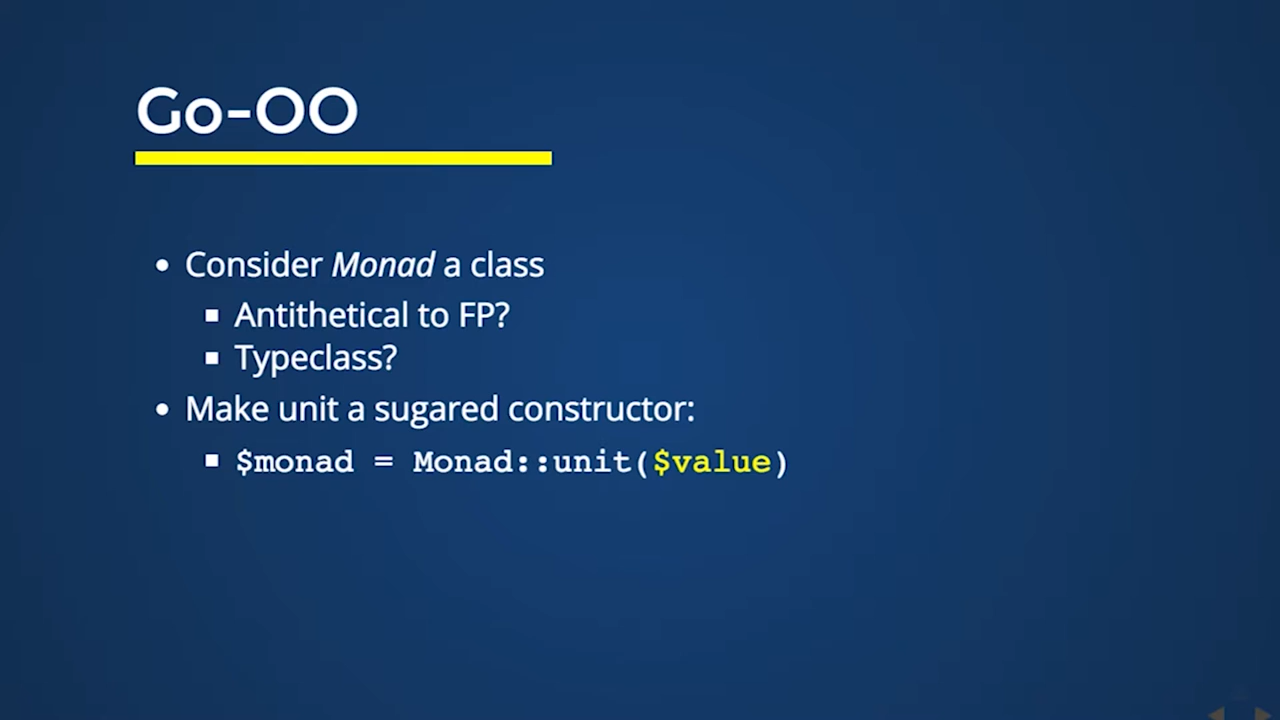 Go-OO
Consider Monad a class
Antithetical to FP?
Typeclass?
Make unit a sugared constructor:
$monad = Monad::unit($value)